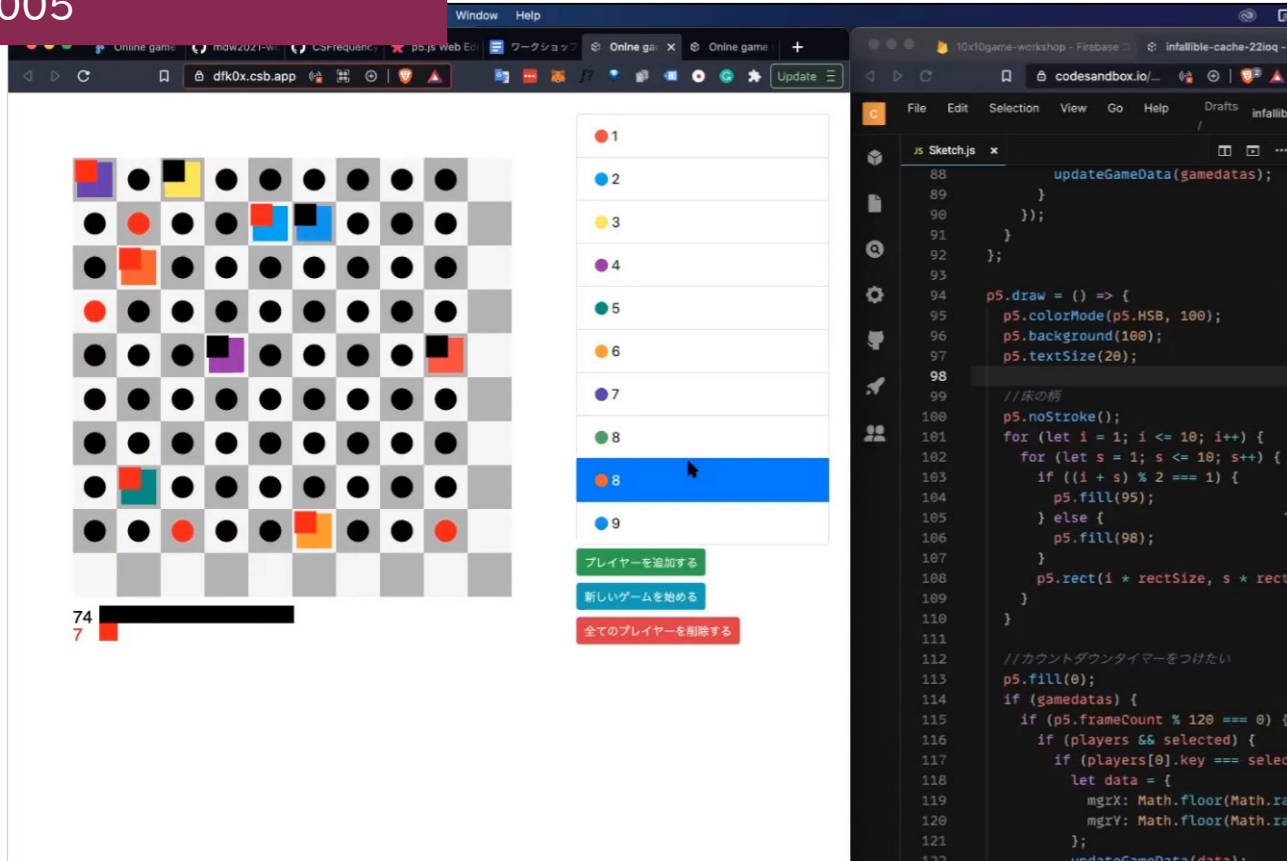 005
Window Help
Online game
mdw2021-w
CSFrequency
p5.js Web Ed
ワークショップ
Onlne ga
Onlne game
+
10x10game-workshop - Firebase
infallible-cache-22ioq -
dfk0x.csb.app
Update
codesandbox.io/...
File Edit Selection View Go Help Drafts
/
infallib
JS Sketch.js ×
1
2
3
4
5
6
7
8
8
9
プレイヤーを追加する
新しいゲームを始める
全てのプレイヤーを削除する
74
7
88 updateGameData(gamedatas);
89 }
90 });
91 }
92 };
93
94 p5.draw = () => {
95 p5.colorMode(p5.HSB, 100);
96 p5.background(100);
97 p5.textSize(20);
98
99 //床の柄
100 p5.noStroke();
101 for (let i = 1; i <= 10; i++) {
102 for (let s = 1; s <= 10; s++) {
103 if ((i + s) % 2 === 1) {
104 p5.fill(95);
105 } else {
106 p5.fill(98);
107 }
108 p5.rect(i * rectSize, s * rect
109 }
110 }
111
112 //カウントダウンタイマーをつけたい
113 p5.fill(0);
114 if (gamedatas) {
115 if (p5.frameCount % 120 === 0) {
116 if (players && selected) {
117 if (players[0].key === selec
118 let data = {
119 mgrX: Math.floor(Math.ra
120 mgrY: Math.floor(Math.ra
121 };
122 updateGameData(data);